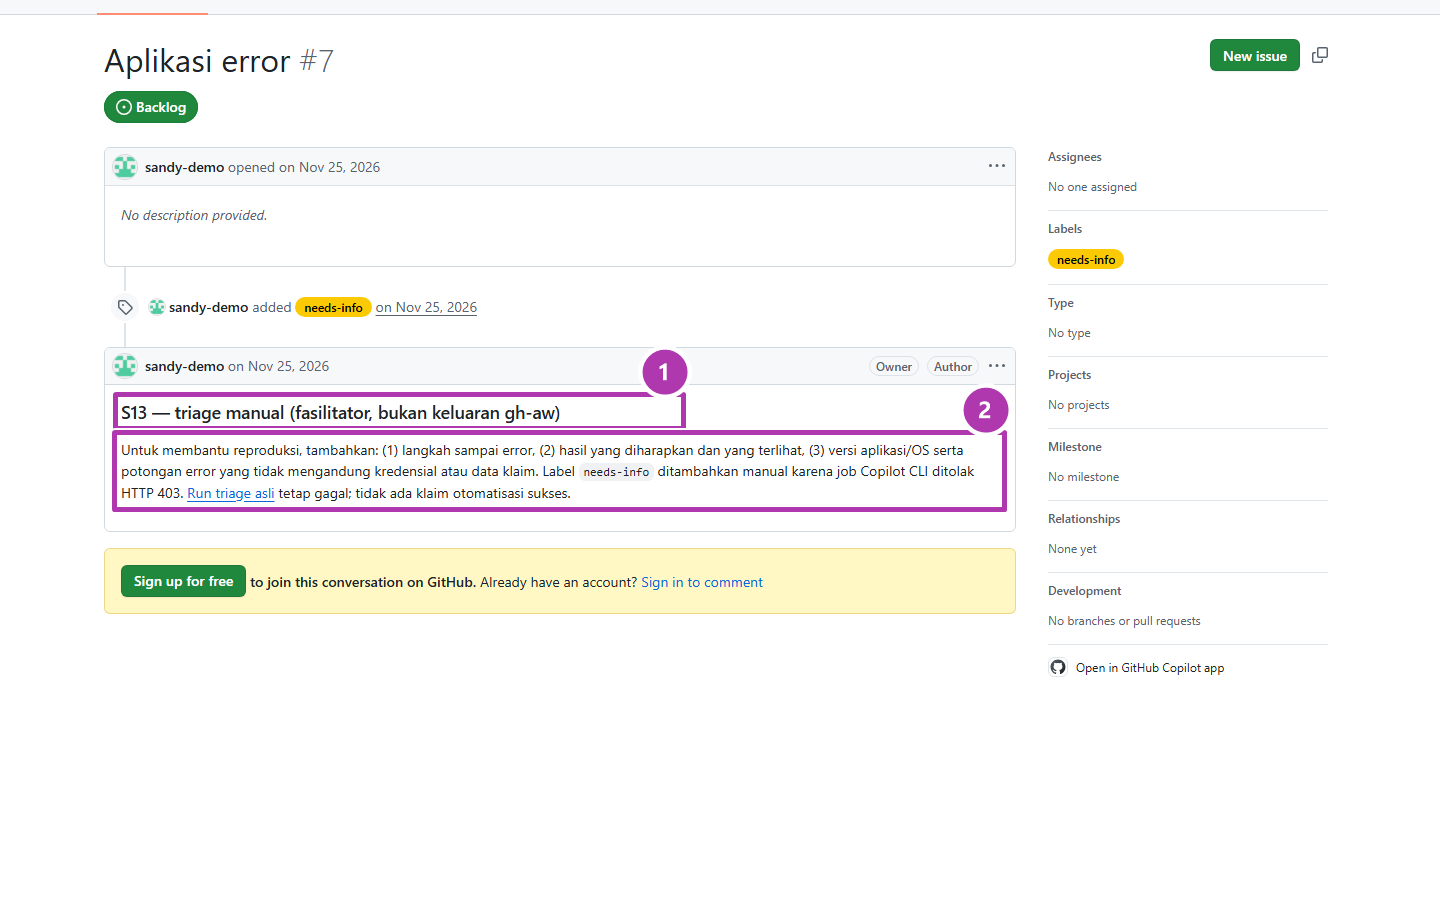 Aplikasi error #7
New issue
Backlog
sandy-demo opened on Nov 25, 2026
No description provided.
sandy-demo added needs-info on Nov 25, 2026
sandy-demo on Nov 25, 2026
Owner
Author
1
S13 — triage manual (fasilitator, bukan keluaran gh-aw)
2
Untuk membantu reproduksi, tambahkan: (1) langkah sampai error, (2) hasil yang diharapkan dan yang terlihat, (3) versi aplikasi/OS serta
potongan error yang tidak mengandung kredensial atau data klaim. Label needs-info ditambahkan manual karena job Copilot CLI ditolak
HTTP 403. Run triage asli tetap gagal; tidak ada klaim otomatisasi sukses.
Sign up for free to join this conversation on GitHub. Already have an account? Sign in to comment
Assignees
No one assigned
Labels
needs-info
Type
No type
Projects
No projects
Milestone
No milestone
Relationships
None yet
Development
No branches or pull requests
Open in GitHub Copilot app